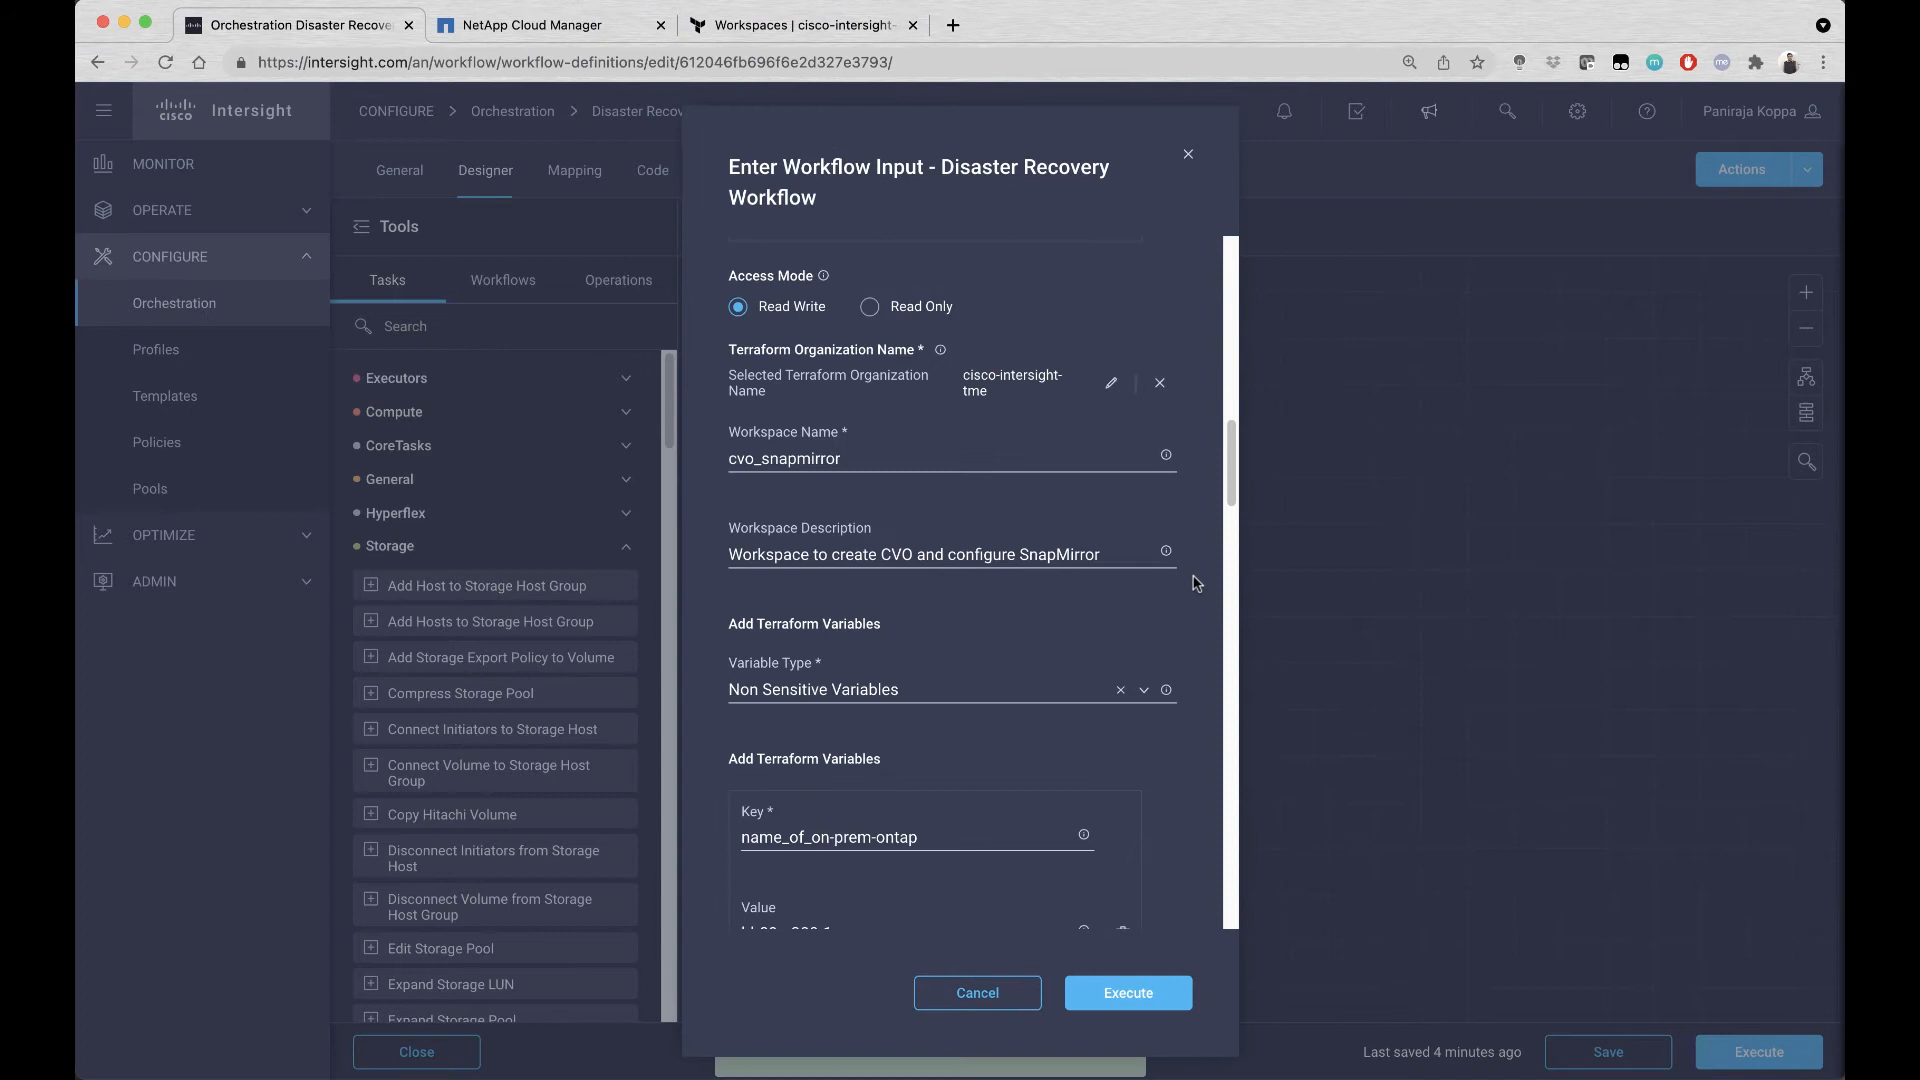 Orchestration Disaster Recove
NetApp Cloud Manager
Workspaces | cisco-intersight-
https://intersight.com/an/workflow/workflow-definitions/edit/612046fb696f6e2d327e3793/
cisco Intersight
CONFIGURE > Orchestration > Disaster Recov
Paniraja Koppa
MONITOR
OPERATE
CONFIGURE
Orchestration
Profiles
Templates
Policies
Pools
OPTIMIZE
ADMIN
General Designer Mapping Code
Actions
Tools
Tasks Workflows Operations
Search
Executors
Compute
CoreTasks
General
Hyperflex
Storage
Add Host to Storage Host Group
Add Hosts to Storage Host Group
Add Storage Export Policy to Volume
Compress Storage Pool
Connect Initiators to Storage Host
Connect Volume to Storage Host
Group
Copy Hitachi Volume
Disconnect Initiators from Storage
Host
Disconnect Volume from Storage
Host Group
Edit Storage Pool
Expand Storage LUN
Expand Storage Pool
Enter Workflow Input - Disaster Recovery
Workflow
Access Mode
Read Write Read Only
Terraform Organization Name *
Selected Terraform Organization
Name
cisco-intersight-
tme
Workspace Name *
cvo_snapmirror
Workspace Description
Workspace to create CVO and configure SnapMirror
Add Terraform Variables
Variable Type *
Non Sensitive Variables
Add Terraform Variables
Key *
name_of_on-prem-ontap
Value
Cancel Execute
Close
Last saved 4 minutes ago
Save Execute